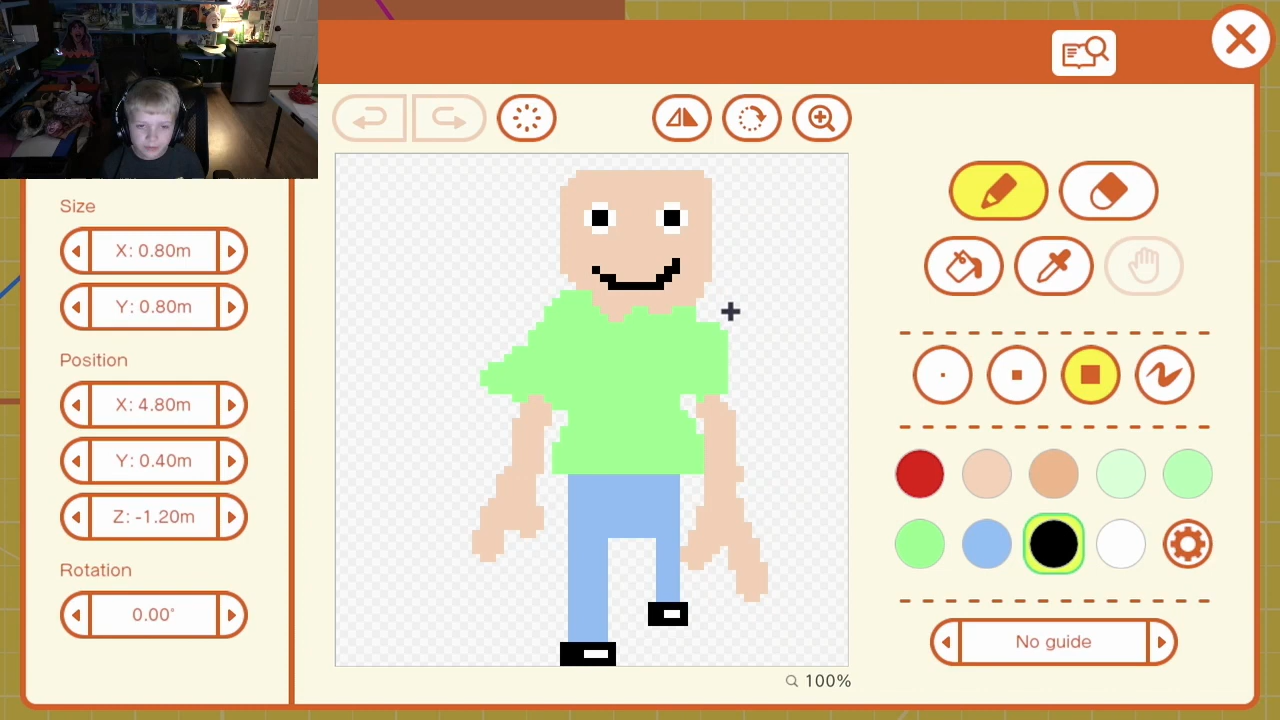 Size
X: 0.80m
Y: 0.80m
Position
X: 4.80m
Y: 0.40m
Z: -1.20m
Rotation
0.00°
No guide
100%